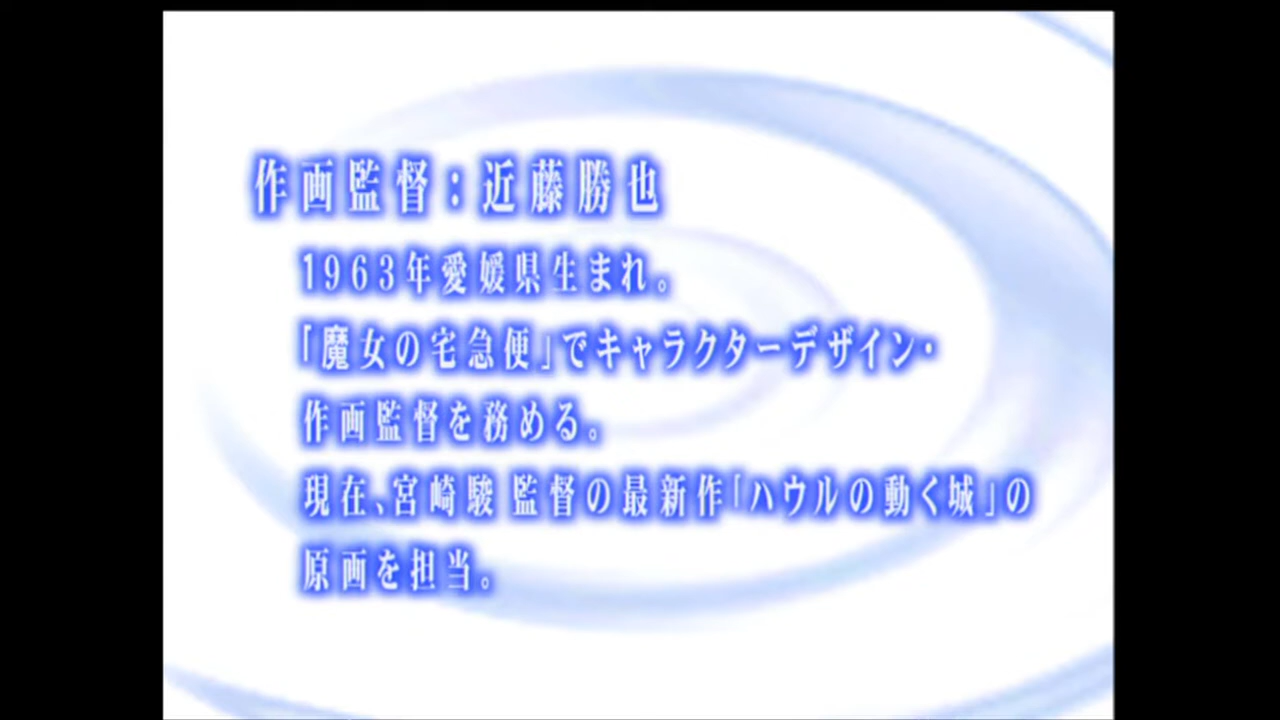 作画監督：近藤勝也
1963年愛媛県生まれ。
「魔女の宅急便」でキャラクターデザイン・
作画監督を務める。
現在、宮崎駿監督の最新作「ハウルの動く城」の
原画を担当。